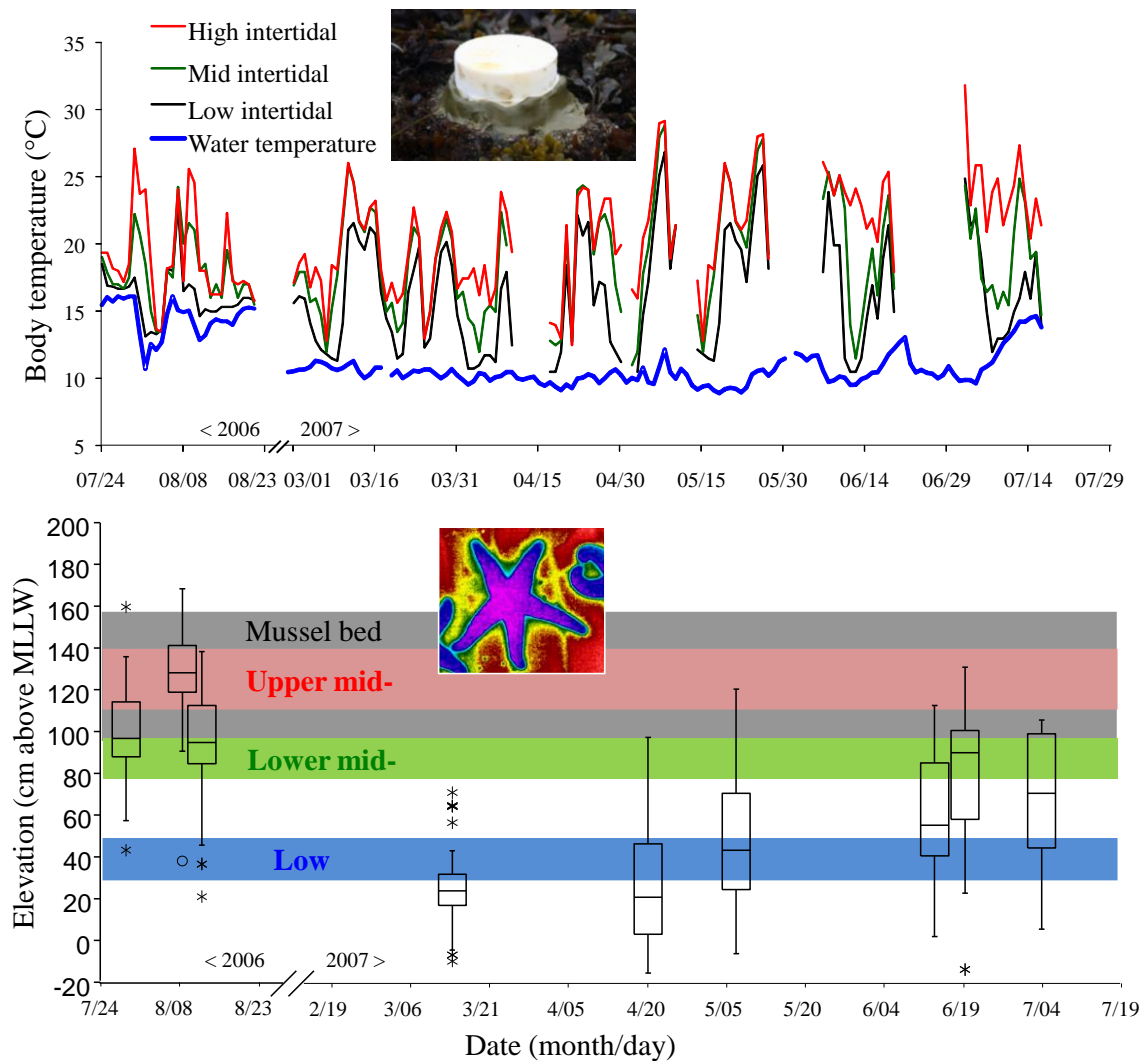 High intertidal
Mid intertidal
Low intertidal
Water temperature
Body temperature (°C)
35
30
25
20
15
10
5
< 2006
2007 >
07/24 08/08 08/23 03/01 03/16 03/31 04/15 04/30 05/15 05/30 06/14 06/29 07/14 07/29
Elevation (cm above MLLW)
200
180
160
140
120
100
80
60
40
20
0
-20
Mussel bed
Upper mid-
Lower mid-
Low
< 2006
2007 >
7/24 8/08 8/23 2/19 3/06 3/21 4/05 4/20 5/05 5/20 6/04 6/19 7/04 7/19
Date (month/day)